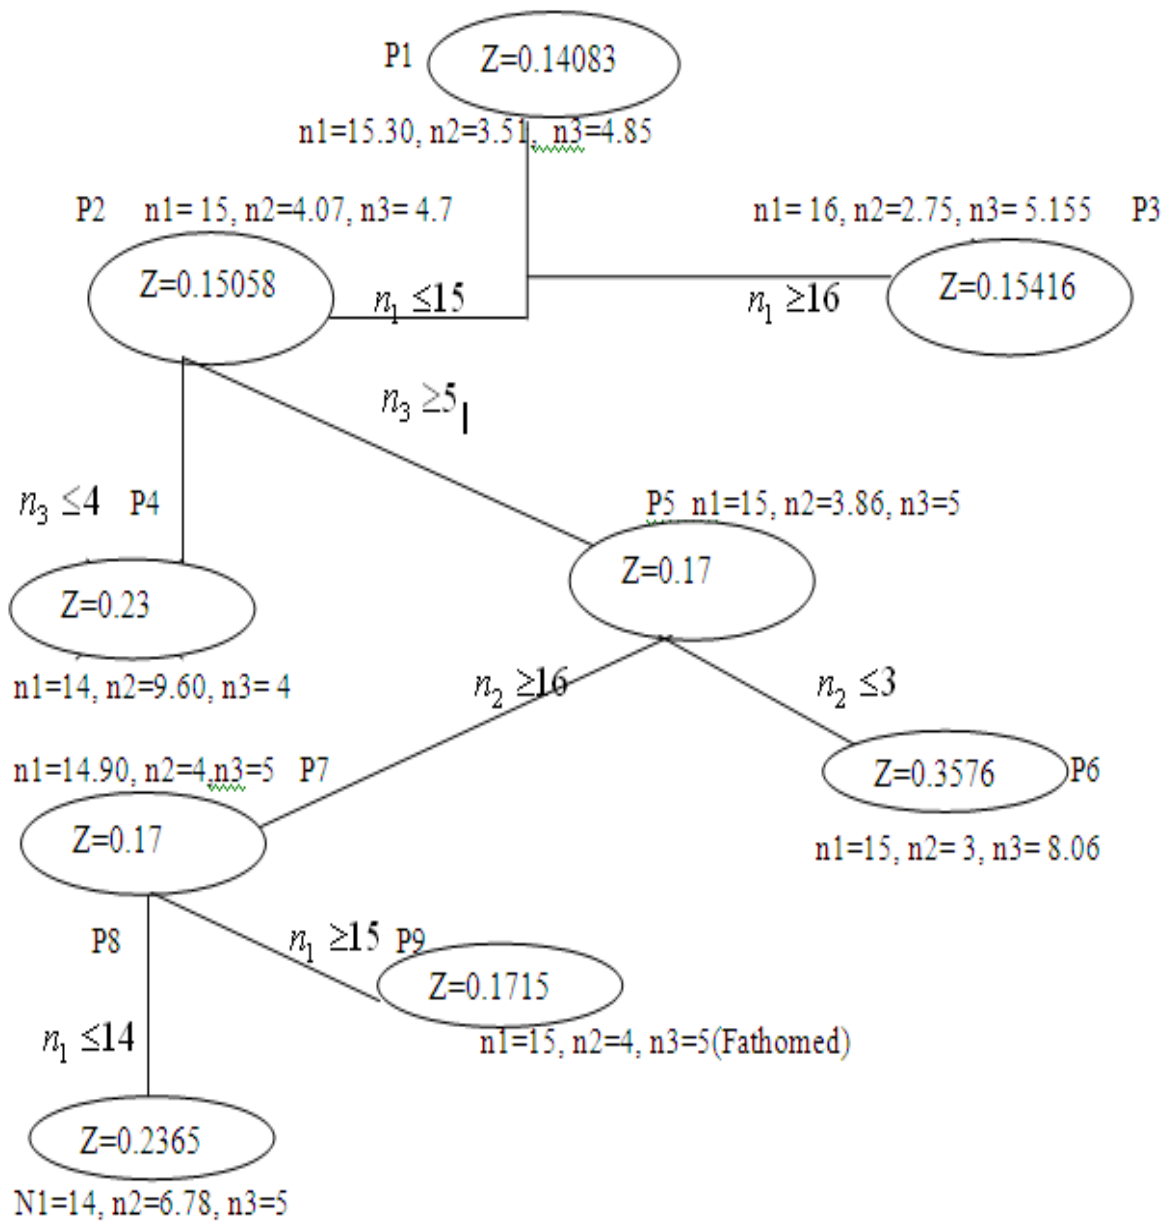 P1
Z=0.14083
n1=15.30, n2=3.51, n3=4.85
P2 n1= 15, n2=4.07, n3= 4.7
n1= 16, n2=2.75, n3= 5.155 P3
Z=0.15058
Z=0.15416
n₁ ≤15
n₁ ≥16
n₃ ≥5
n₃ ≤4 P4
P5 n1=15, n2=3.86, n3=5
Z=0.23
Z=0.17
n1=14, n2=9.60, n3= 4
n₂ ≥16
n₂ ≤3
n1=14.90, n2=4,n3=5 P7
Z=0.3576 P6
Z=0.17
n1=15, n2= 3, n3= 8.06
P8
n₁ ≥15 P9
Z=0.1715
n1=15, n2=4, n3=5(Fathomed)
n₁ ≤14
Z=0.2365
N1=14, n2=6.78, n3=5